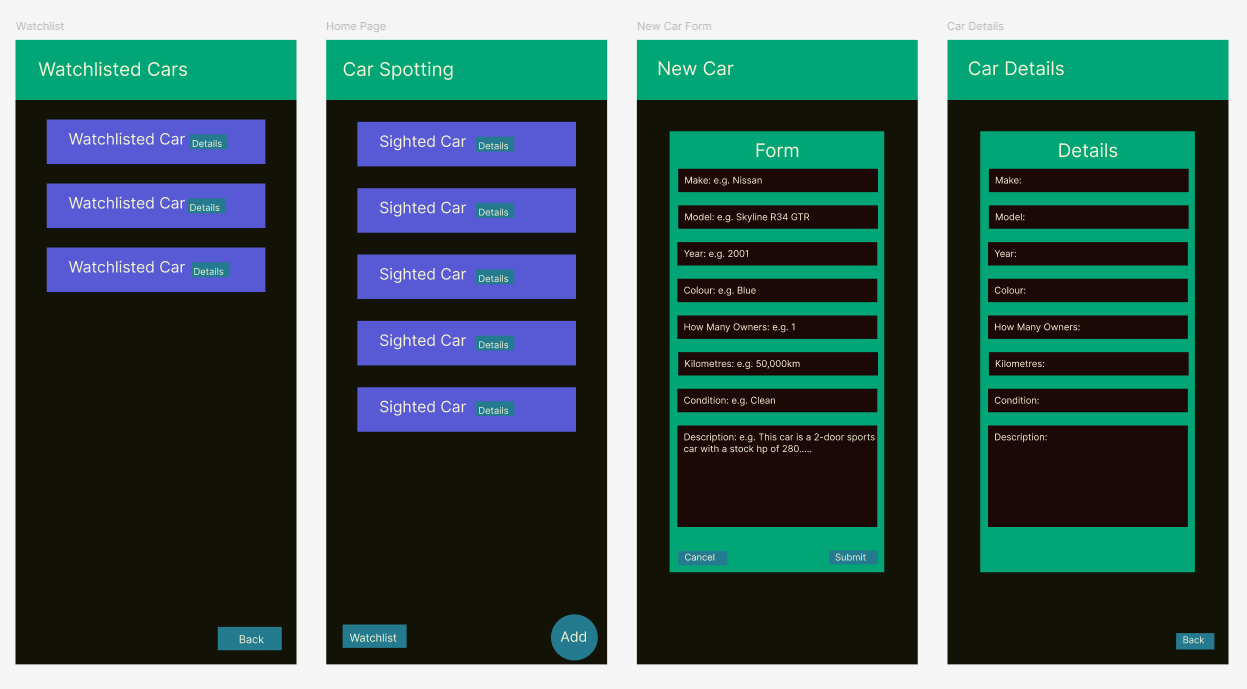 Watchlist
Watchlisted Cars
Watchlisted Car Details
Watchlisted Car Details
Watchlisted Car Details
Back
Home Page
Car Spotting
Sighted Car Details
Sighted Car Details
Sighted Car Details
Sighted Car Details
Sighted Car Details
Watchlist Add
New Car Form
New Car
Form
Make: e.g. Nissan
Model: e.g. Skyline R34 GTR
Year: e.g. 2001
Colour: e.g. Blue
How Many Owners: e.g. 1
Kilometres: e.g. 50,000km
Condition: e.g. Clean
Description: e.g. This car is a 2-door sports
car with a stock hp of 280.....
Cancel Submit
Car Details
Car Details
Details
Make:
Model:
Year:
Colour:
How Many Owners:
Kilometres:
Condition:
Description:
Back